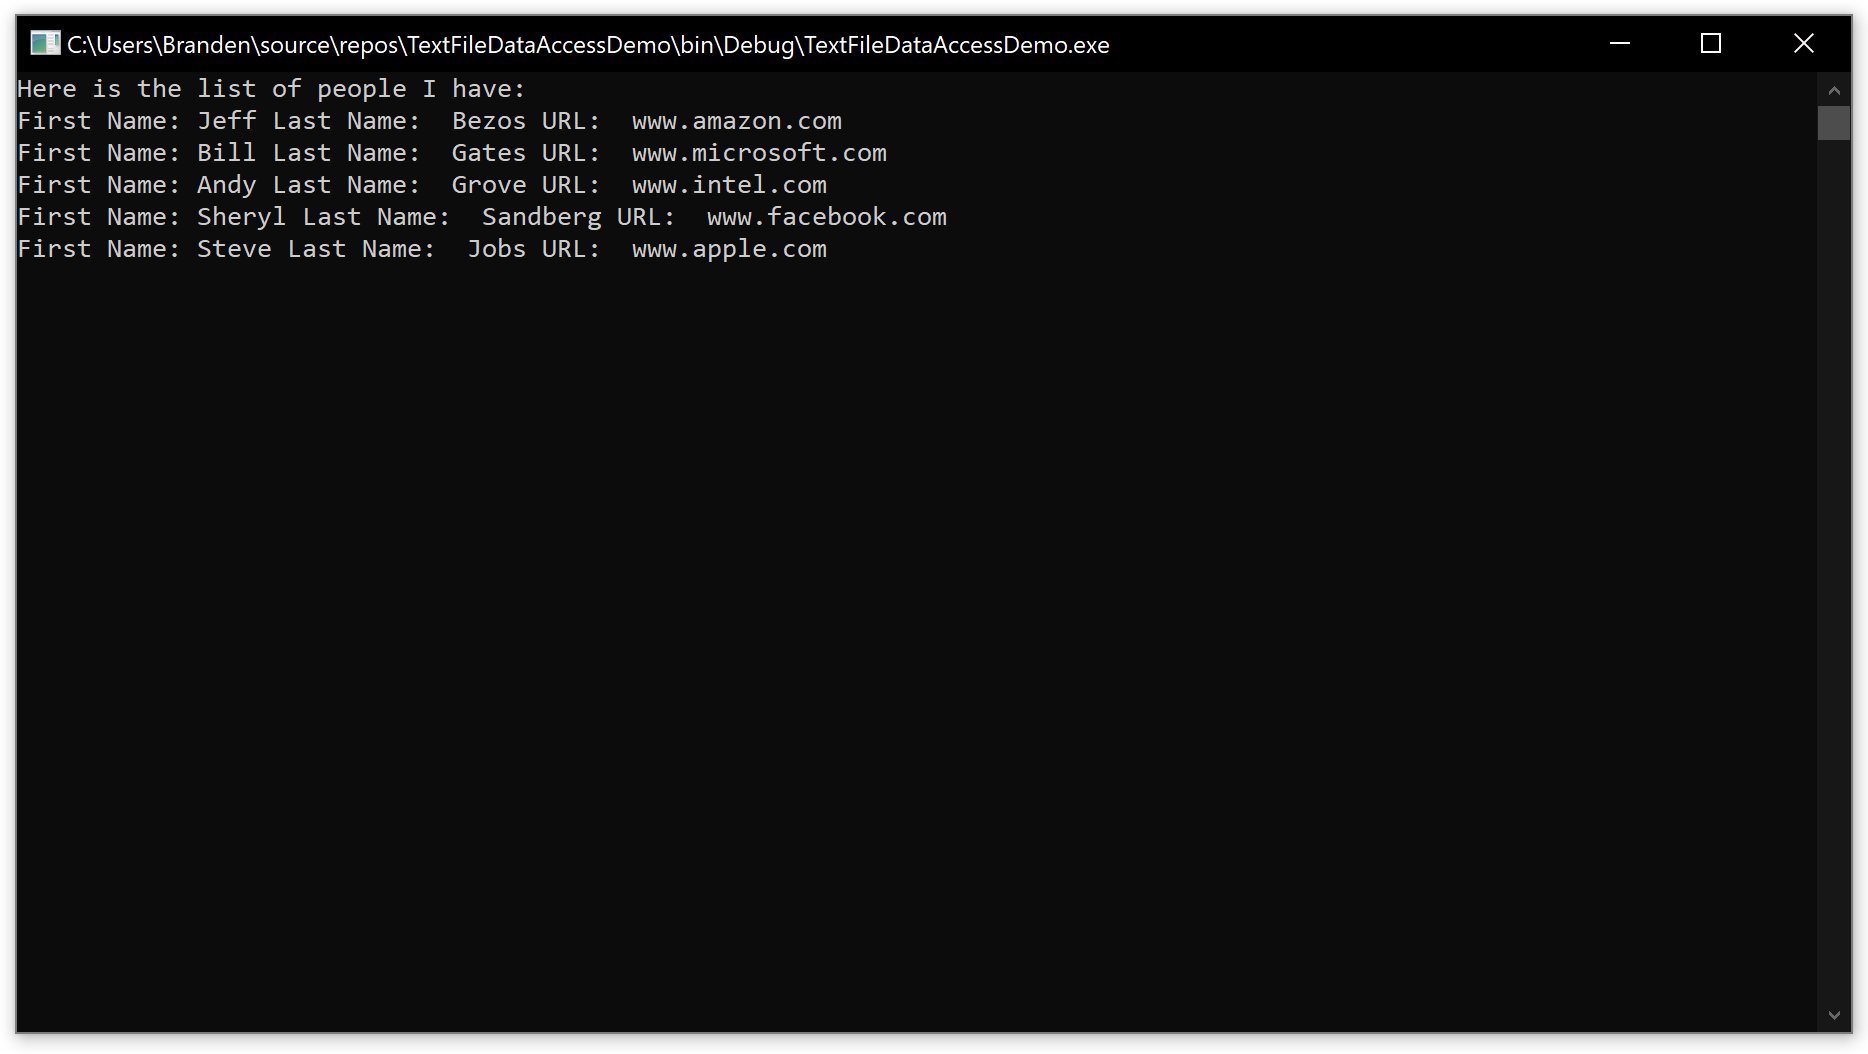 C:\Users\Branden\source\repos\TextFileDataAccessDemo\bin\Debug\TextFileDataAccessDemo.exe
Here is the list of people I have:
First Name: Jeff Last Name:  Bezos URL:  www.amazon.com
First Name: Bill Last Name:  Gates URL:  www.microsoft.com
First Name: Andy Last Name:  Grove URL:  www.intel.com
First Name: Sheryl Last Name:  Sandberg URL:  www.facebook.com
First Name: Steve Last Name:  Jobs URL:  www.apple.com